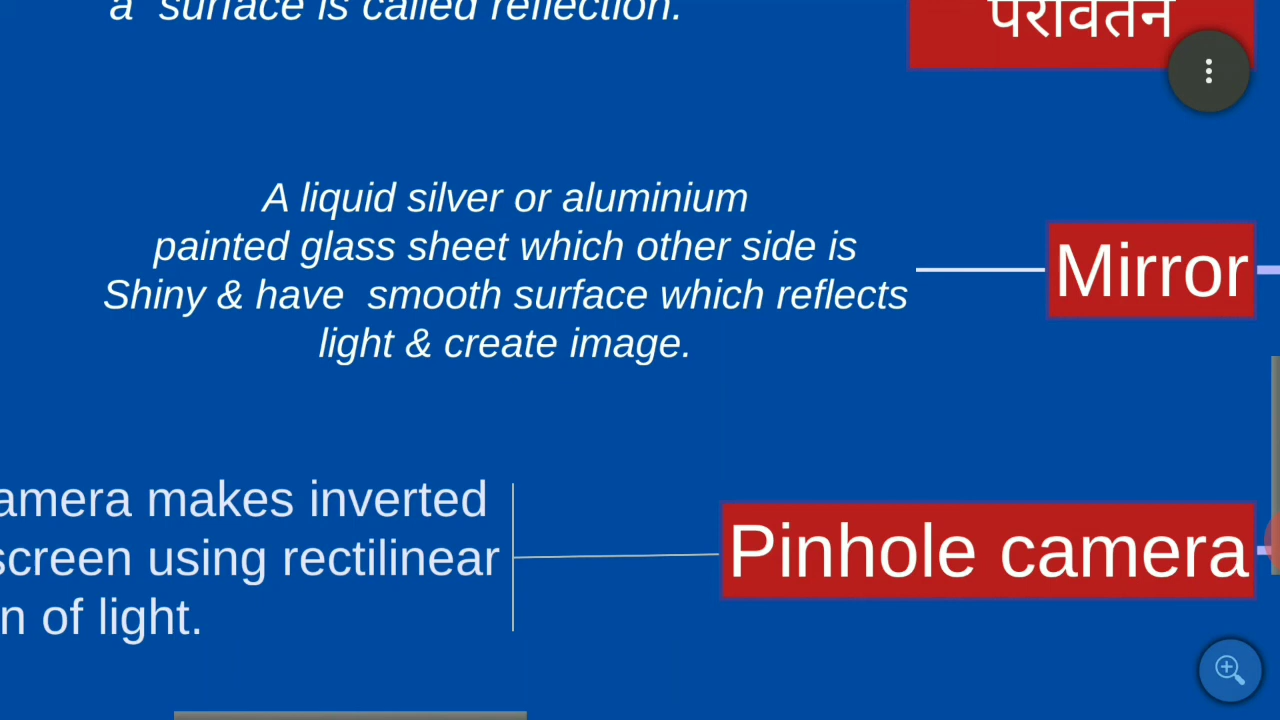 a surface is called reflection.
परावर्तन
A liquid silver or aluminium
painted glass sheet which other side is
Shiny & have smooth surface which reflects
light & create image.
Mirror
amera makes inverted
screen using rectilinear
n of light.
Pinhole camera